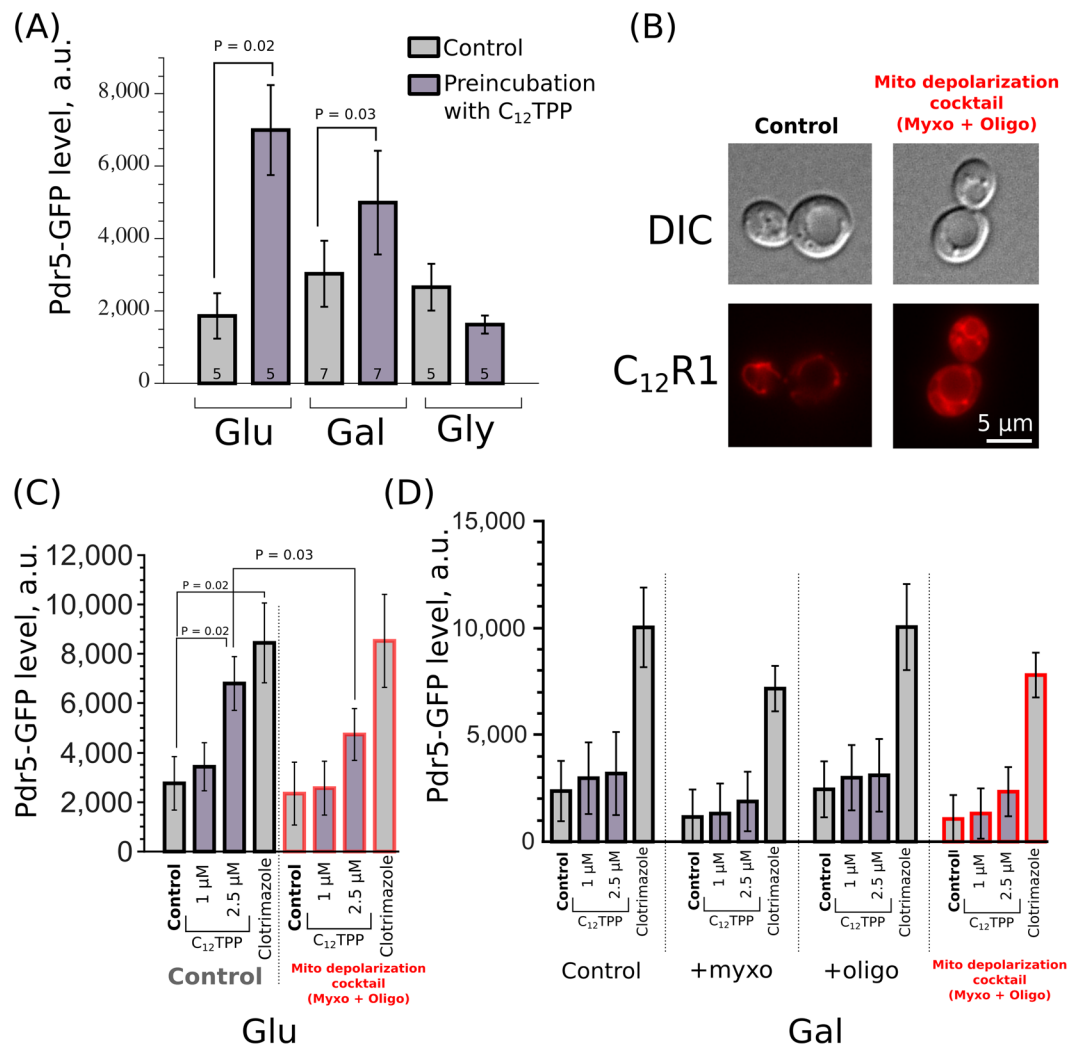 (A)
Pdr5-GFP level, a.u.
8,000
6,000
4,000
2,000
0
P = 0.02
P = 0.03
Control
Preincubation
with C₁₂TPP
5
5
7
7
5
5
Glu
Gal
Gly
(B)
Control
Mito depolarization
cocktail
(Myxo + Oligo)
DIC
C₁₂R1
5 µm
(C)
Pdr5-GFP level, a.u.
12,000
10,000
8,000
6,000
4,000
2,000
0
P = 0.03
P = 0.02
P = 0.02
Control
1 µM
2.5 µM
Clotrimazole
C₁₂TPP
Control
Control
1 µM
2.5 µM
Clotrimazole
C₁₂TPP
Mito depolarization
cocktail
(Myxo + Oligo)
Glu
(D)
Pdr5-GFP level, a.u.
15,000
10,000
5,000
0
Control
1 µM
2.5 µM
Clotrimazole
C₁₂TPP
Control
Control
1 µM
2.5 µM
Clotrimazole
C₁₂TPP
+myxo
Control
1 µM
2.5 µM
Clotrimazole
C₁₂TPP
+oligo
Control
1 µM
2.5 µM
Clotrimazole
C₁₂TPP
Mito depolarization
cocktail
(Myxo + Oligo)
Gal